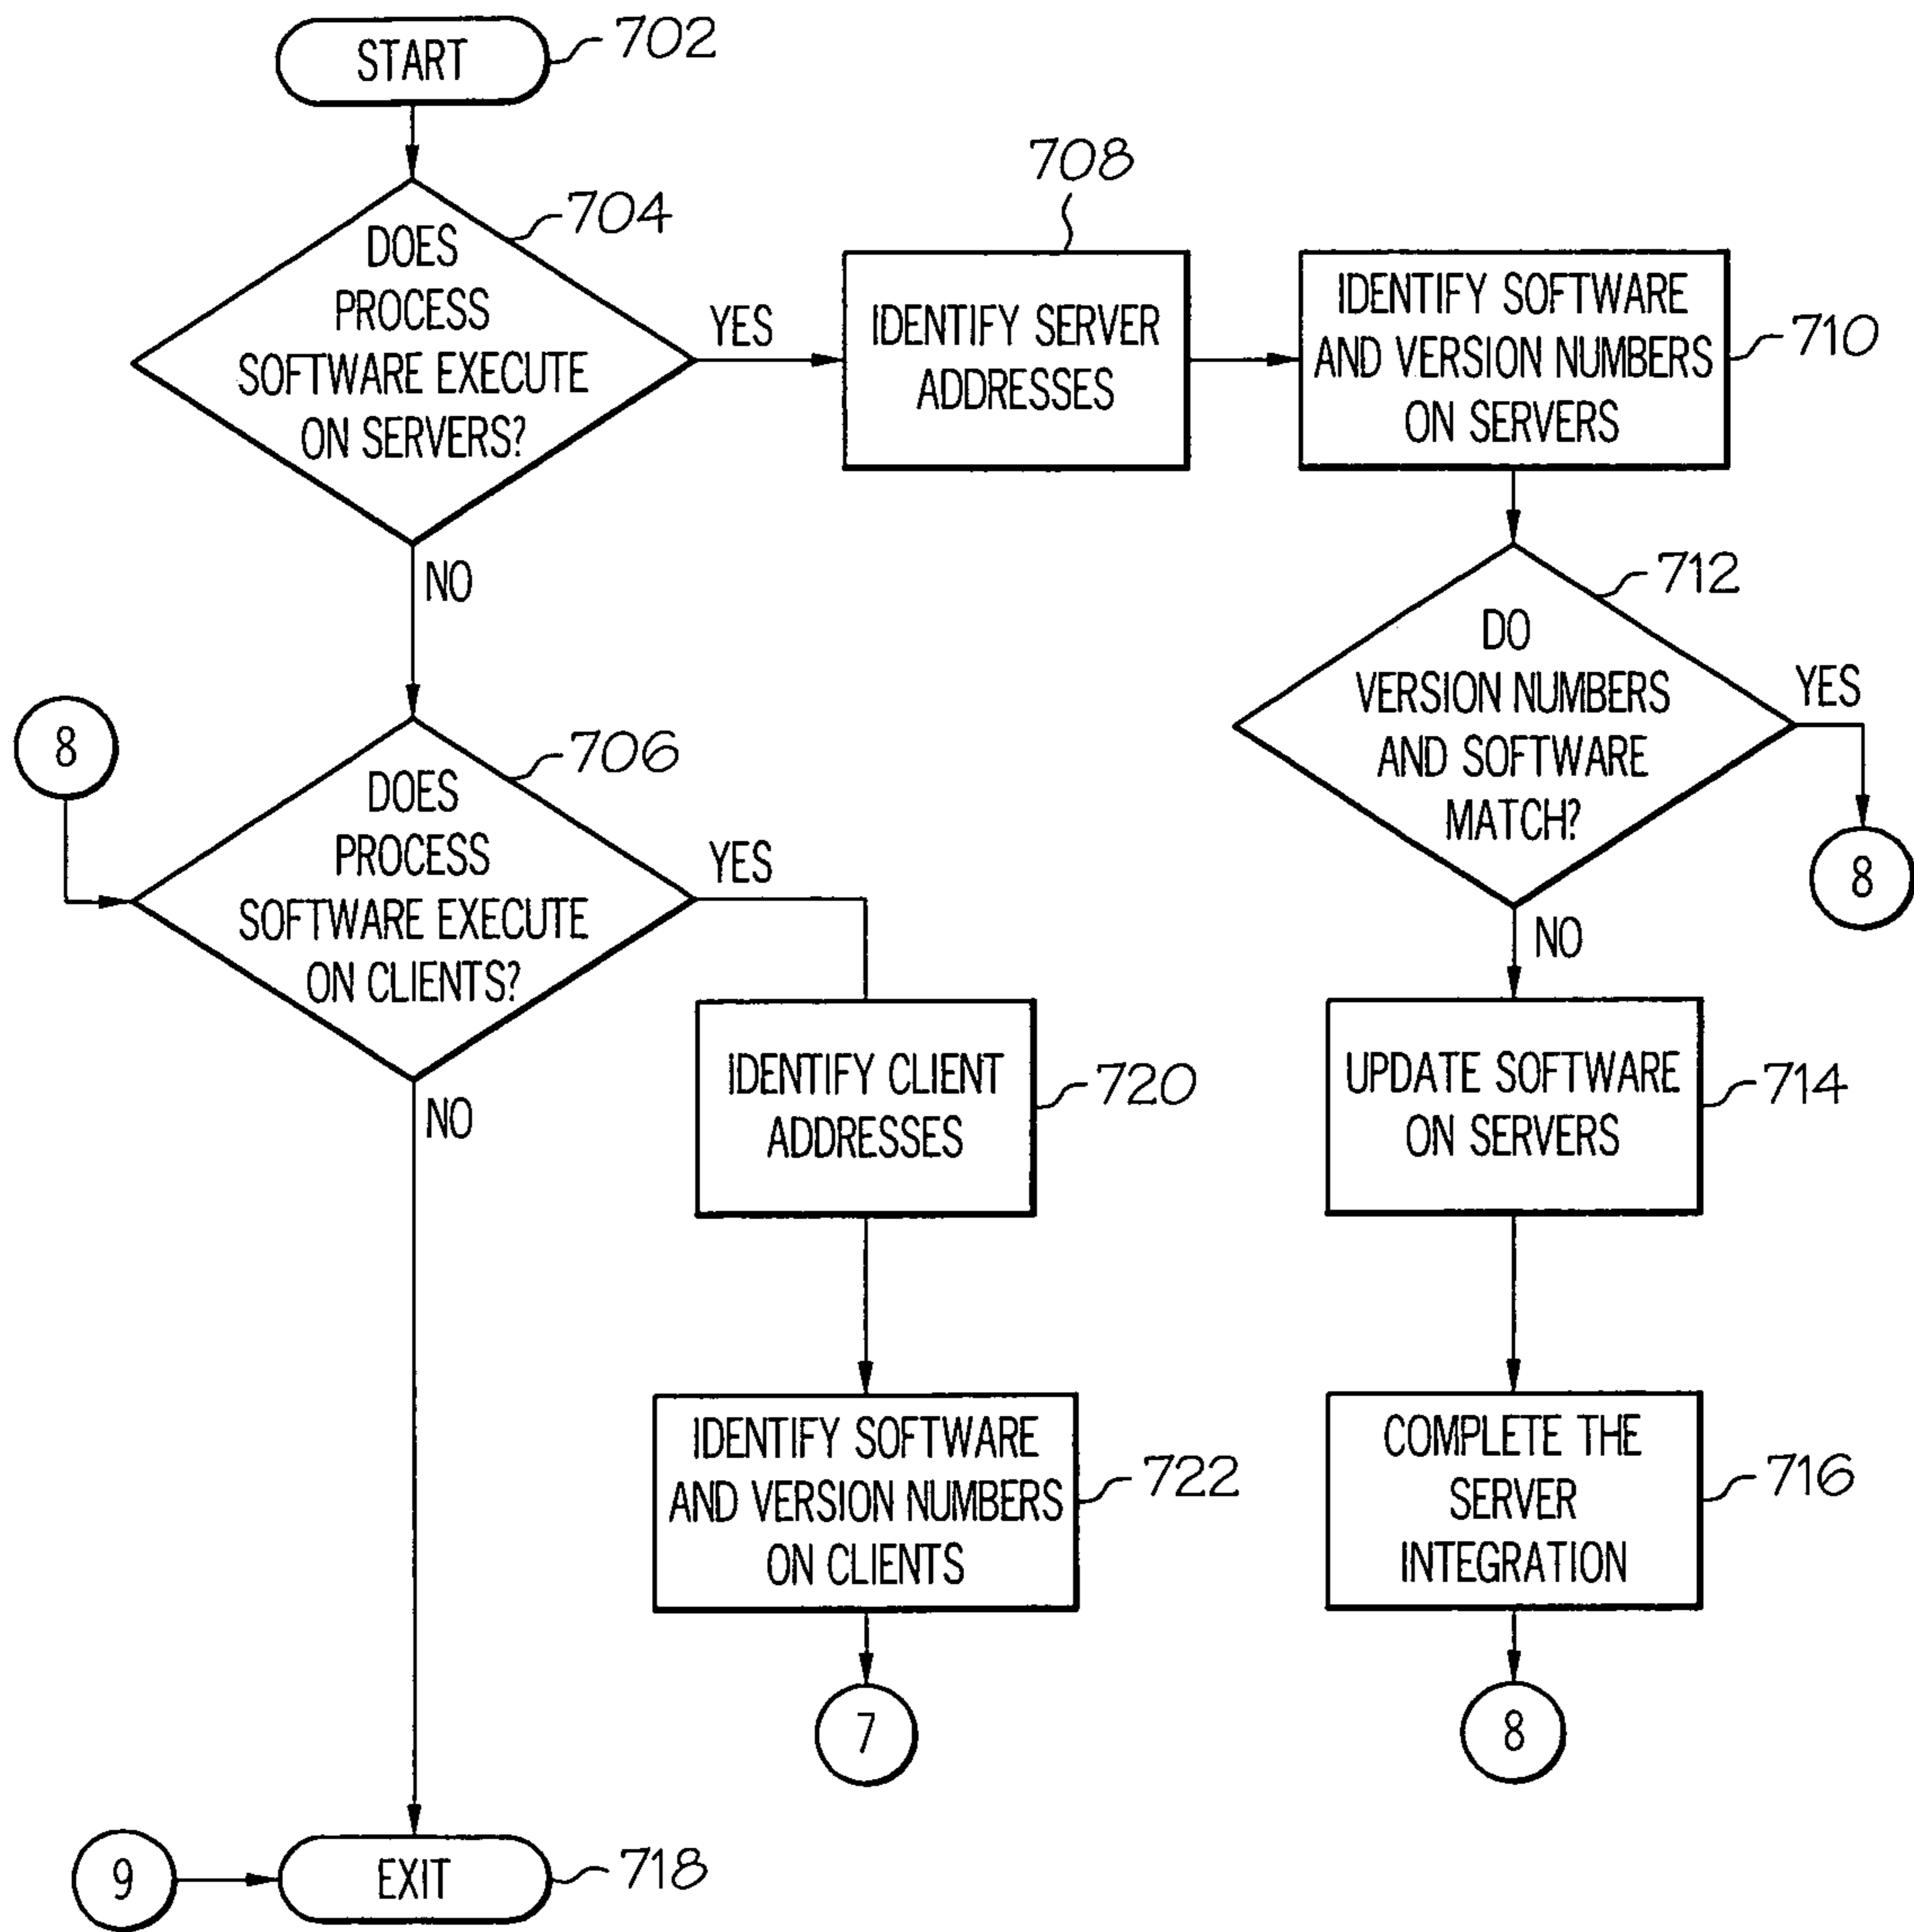 START
702
DOES
PROCESS
SOFTWARE EXECUTE
ON SERVERS?
704
YES
NO
708
IDENTIFY SERVER
ADDRESSES
IDENTIFY SOFTWARE
AND VERSION NUMBERS
ON SERVERS
710
DO
VERSION NUMBERS
AND SOFTWARE
MATCH?
712
YES
8
NO
8
DOES
PROCESS
SOFTWARE EXECUTE
ON CLIENTS?
706
YES
NO
IDENTIFY CLIENT
ADDRESSES
720
UPDATE SOFTWARE
ON SERVERS
714
IDENTIFY SOFTWARE
AND VERSION NUMBERS
ON CLIENTS
722
COMPLETE THE
SERVER
INTEGRATION
716
7
8
9
EXIT
718